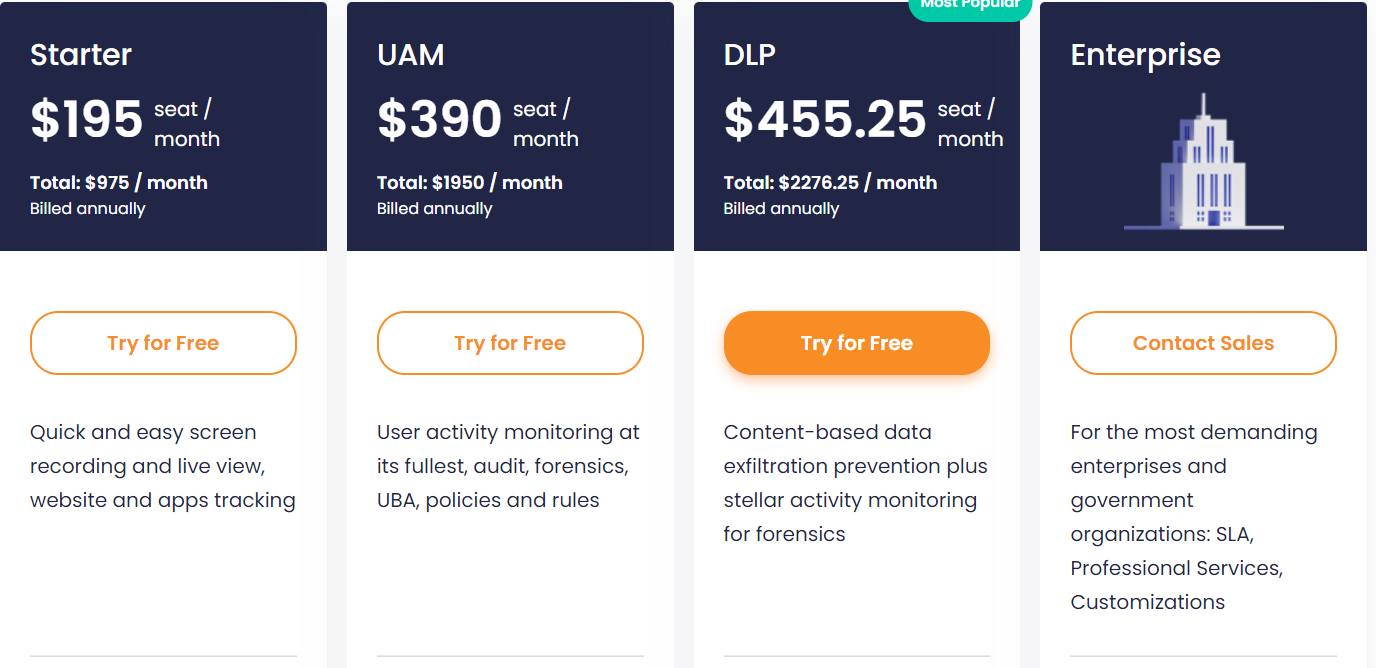 Most Popular
Starter
$195 seat /
month
Total: $975 / month
Billed annually
Try for Free
Quick and easy screen
recording and live view,
website and apps tracking
UAM
$390 seat /
month
Total: $1950 / month
Billed annually
Try for Free
User activity monitoring at
its fullest, audit, forensics,
UBA, policies and rules
DLP
$455.25 seat /
month
Total: $2276.25 / month
Billed annually
Try for Free
Content-based data
exfiltration prevention plus
stellar activity monitoring
for forensics
Enterprise
Contact Sales
For the most demanding
enterprises and
government
organizations: SLA,
Professional Services,
Customizations